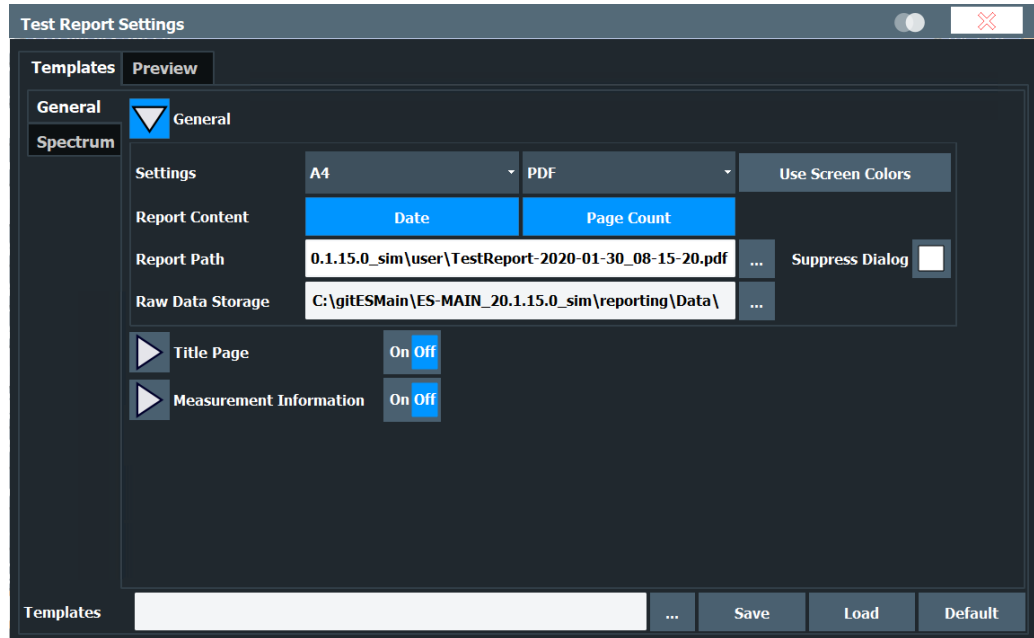 Test Report Settings
Templates Preview
General
Spectrum
General
Settings A4 PDF Use Screen Colors
Report Content Date Page Count
Report Path 0.1.15.0_sim\user\TestReport-2020-01-30_08-15-20.pdf ... Suppress Dialog
Raw Data Storage C:\gitESMain\ES-MAIN_20.1.15.0_sim\reporting\Data\ ...
Title Page On Off
Measurement Information On Off
Templates ... Save Load Default